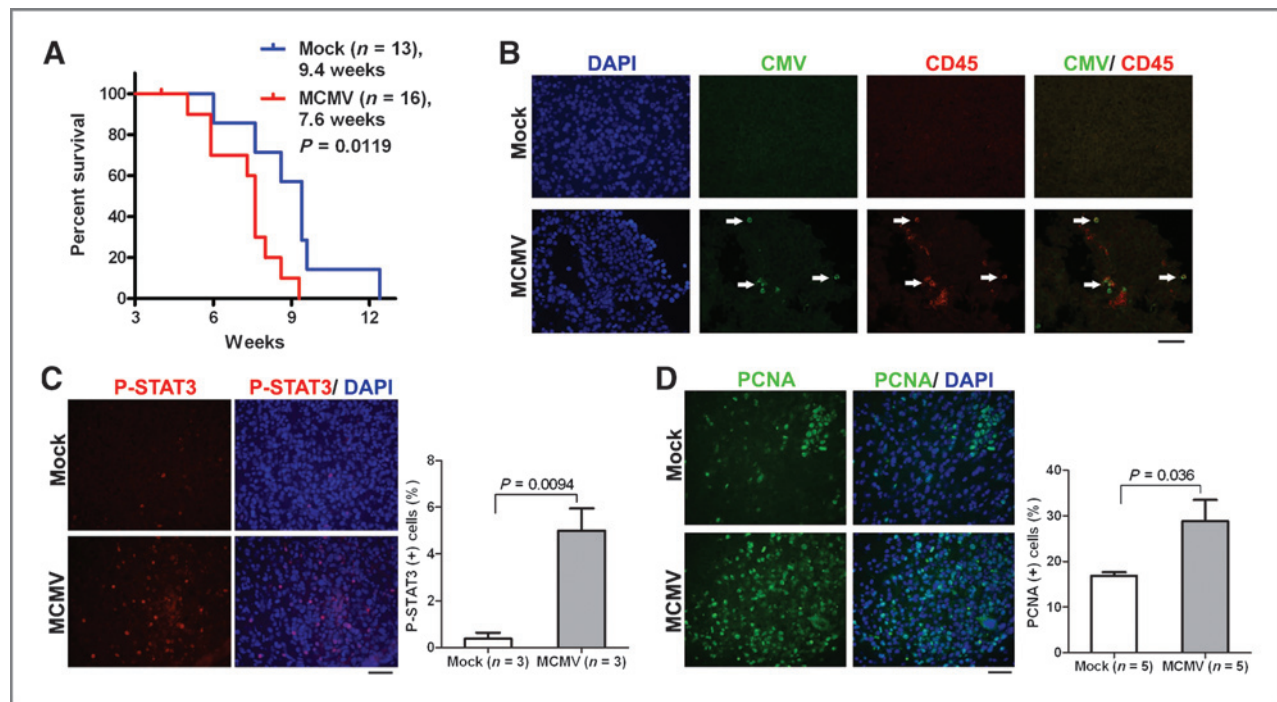 A
Mock (n = 13),
9.4 weeks
MCMV (n = 16),
7.6 weeks
P = 0.0119
Percent survival
100
80
60
40
20
0
3 6 9 12
Weeks
B
DAPI CMV CD45 CMV/ CD45
Mock
MCMV
C
P-STAT3 P-STAT3/ DAPI
Mock
MCMV
P-STAT3 (+) cells (%)
8
6
4
2
0
P = 0.0094
Mock (n = 3) MCMV (n = 3)
D
PCNA PCNA/ DAPI
Mock
MCMV
PCNA (+) cells (%)
40
30
20
10
0
P = 0.036
Mock (n = 5) MCMV (n = 5)